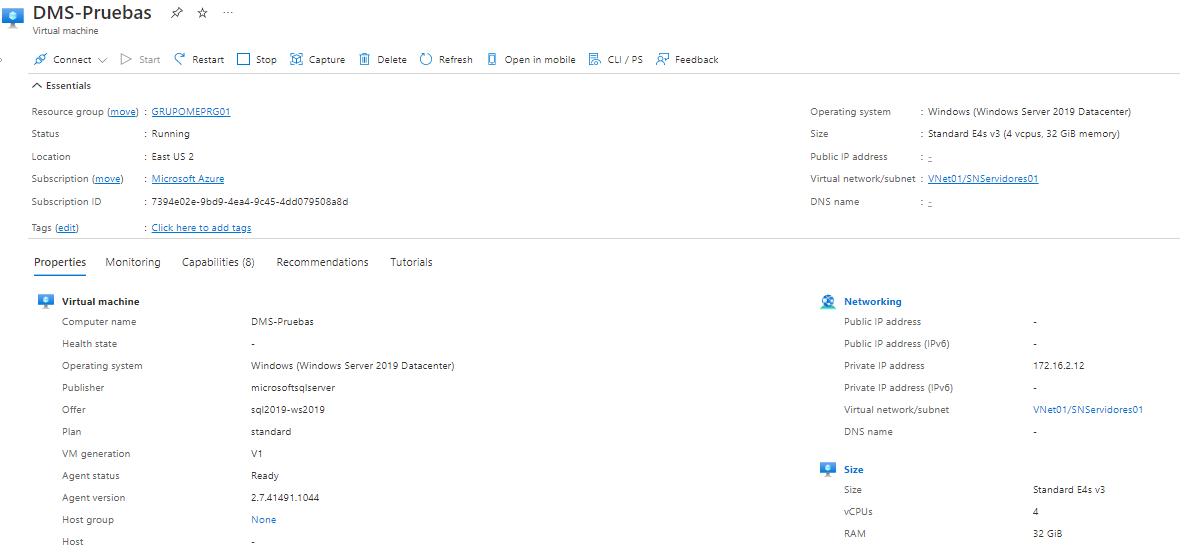 DMS-Pruebas
Virtual machine
Connect Start Restart Stop Capture Delete Refresh Open in mobile CLI / PS Feedback
Essentials
Resource group (move) : GRUPOMEPRG01
Status : Running
Location : East US 2
Subscription (move) : Microsoft Azure
Subscription ID : 7394e02e-9bd9-4ea4-9c45-4dd079508a8d
Tags (edit) : Click here to add tags
Operating system : Windows (Windows Server 2019 Datacenter)
Size : Standard E4s v3 (4 vcpus, 32 GiB memory)
Public IP address : -
Virtual network/subnet : VNet01/SNServidores01
DNS name : -
Properties Monitoring Capabilities (8) Recommendations Tutorials
Virtual machine
Computer name DMS-Pruebas
Health state -
Operating system Windows (Windows Server 2019 Datacenter)
Publisher microsoftsqlserver
Offer sql2019-ws2019
Plan standard
VM generation V1
Agent status Ready
Agent version 2.7.41491.1044
Host group None
Host -
Networking
Public IP address -
Public IP address (IPv6) -
Private IP address 172.16.2.12
Private IP address (IPv6) -
Virtual network/subnet VNet01/SNServidores01
DNS name -
Size
Size Standard E4s v3
vCPUs 4
RAM 32 GiB